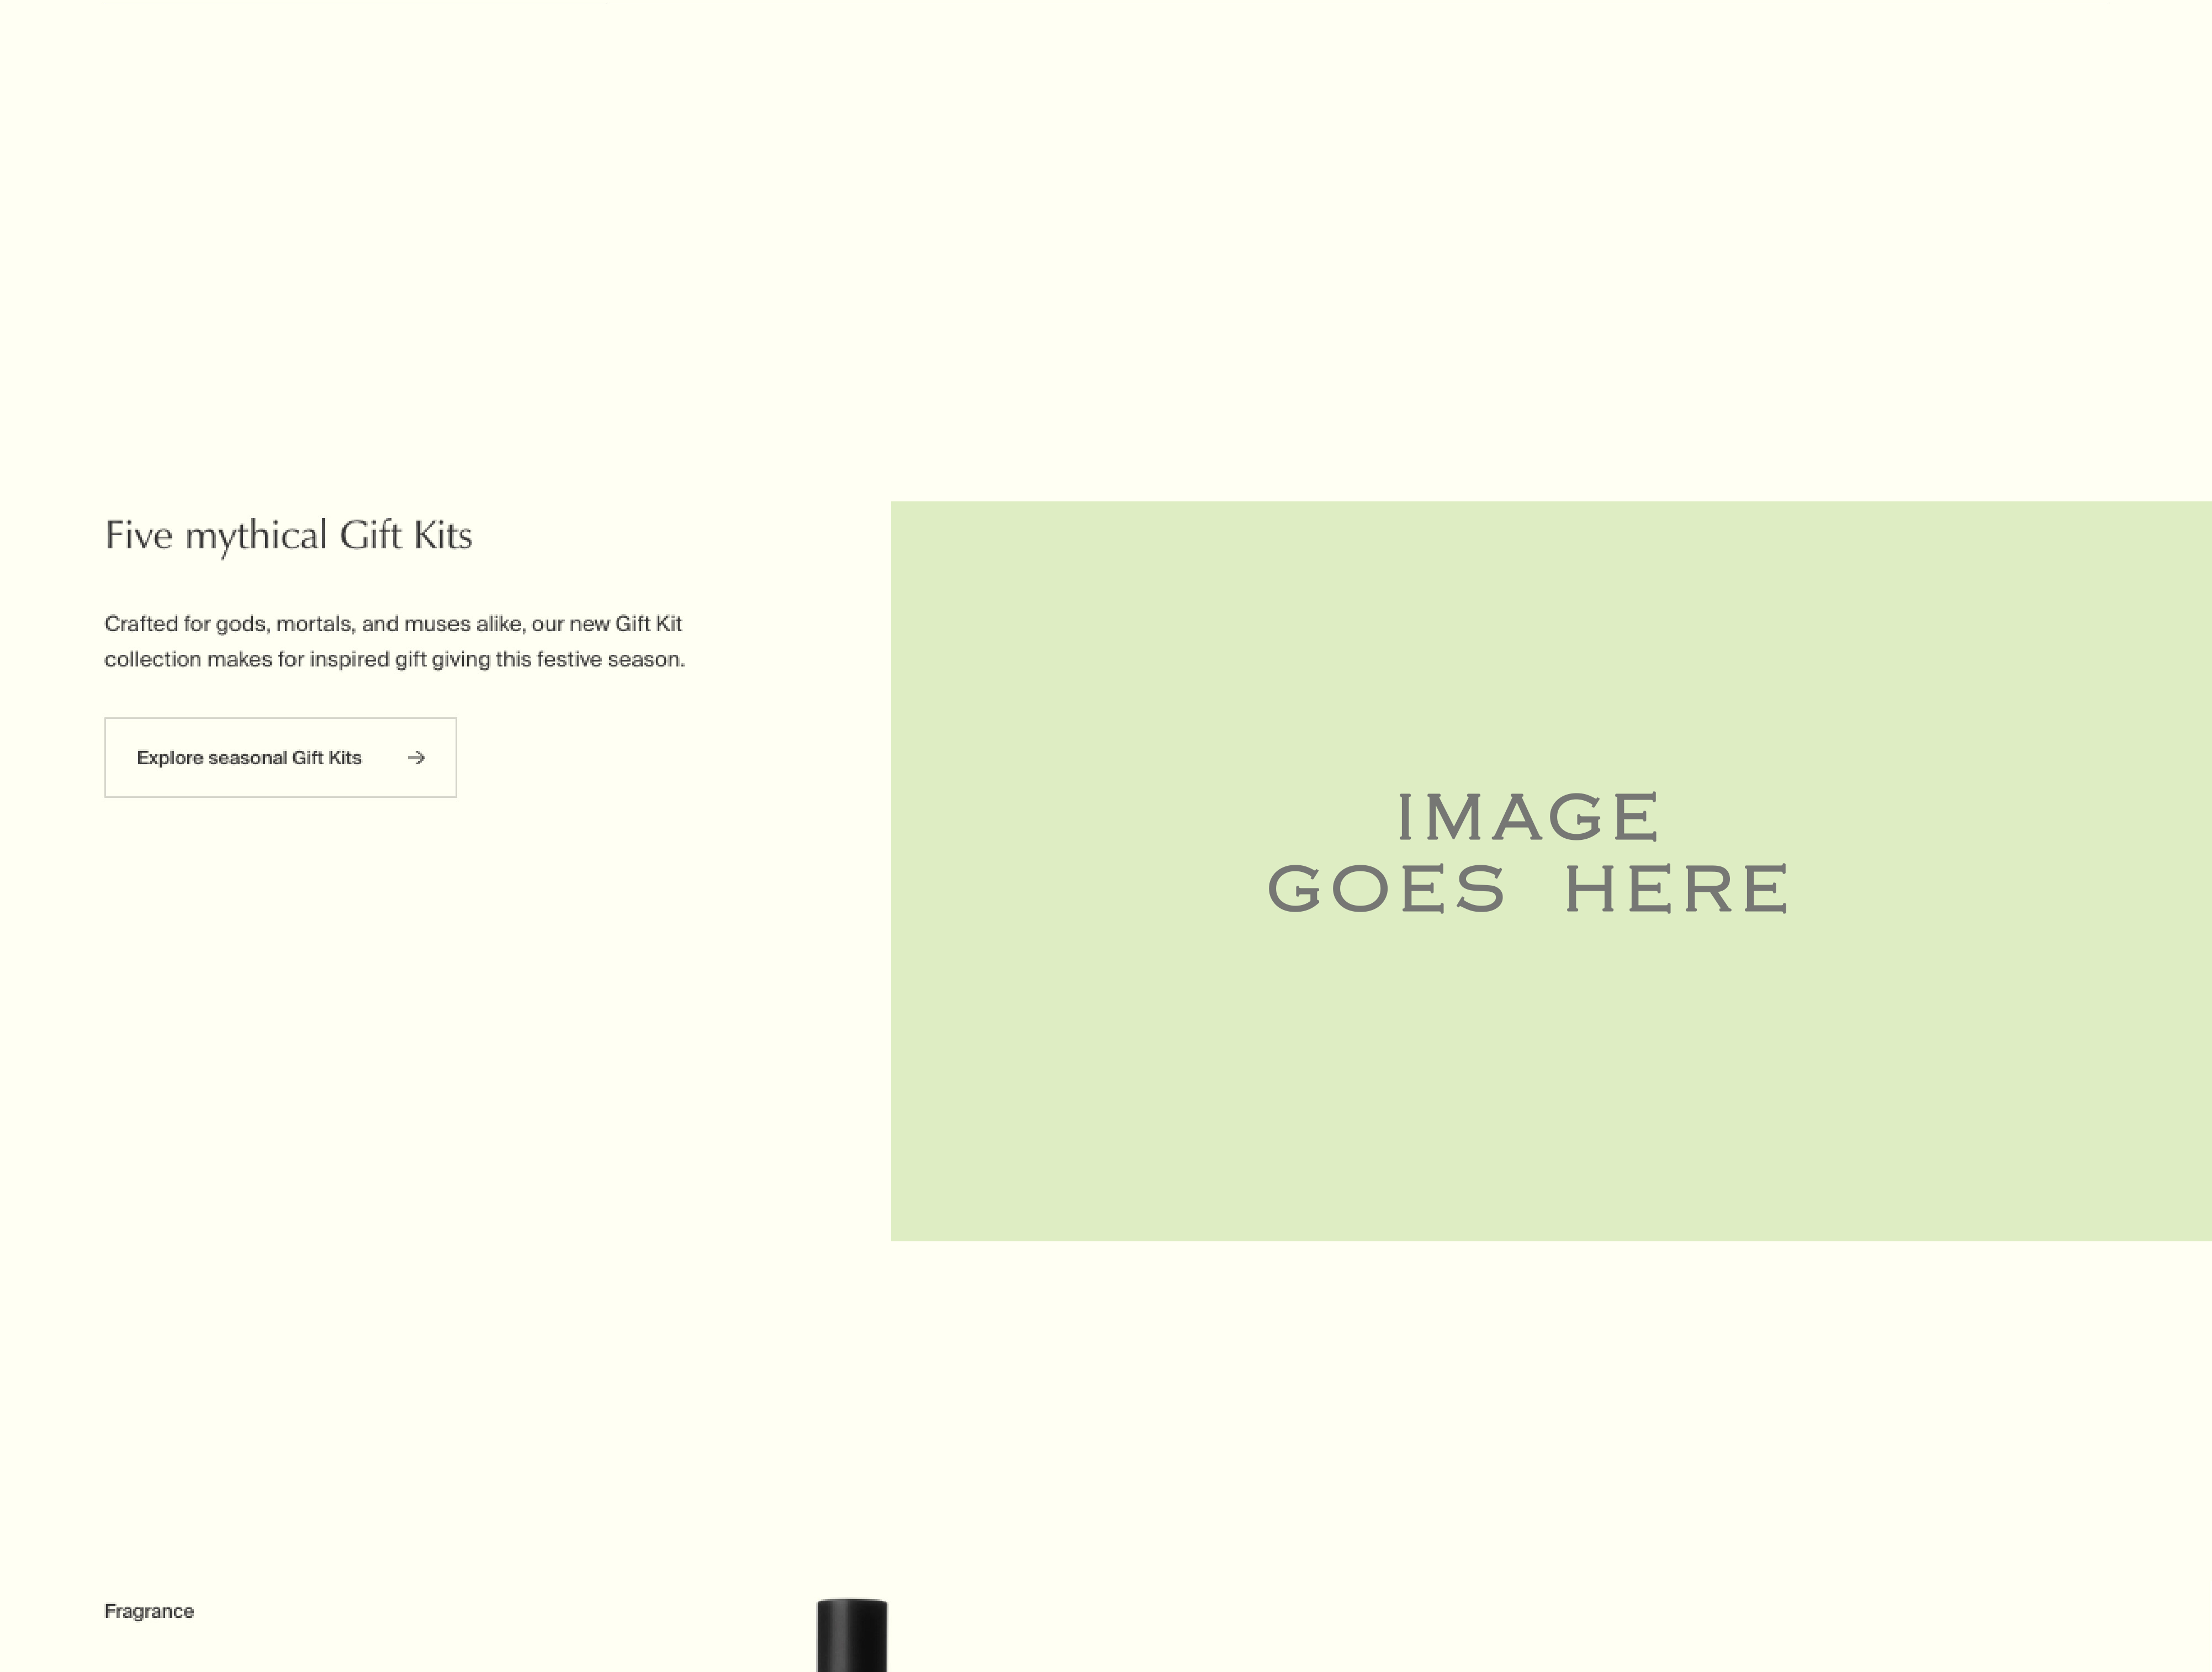 Five mythical Gift Kits
Crafted for gods, mortals, and muses alike, our new Gift Kit
collection makes for inspired gift giving this festive season.
Explore seasonal Gift Kits
IMAGE
GOES HERE
Fragrance